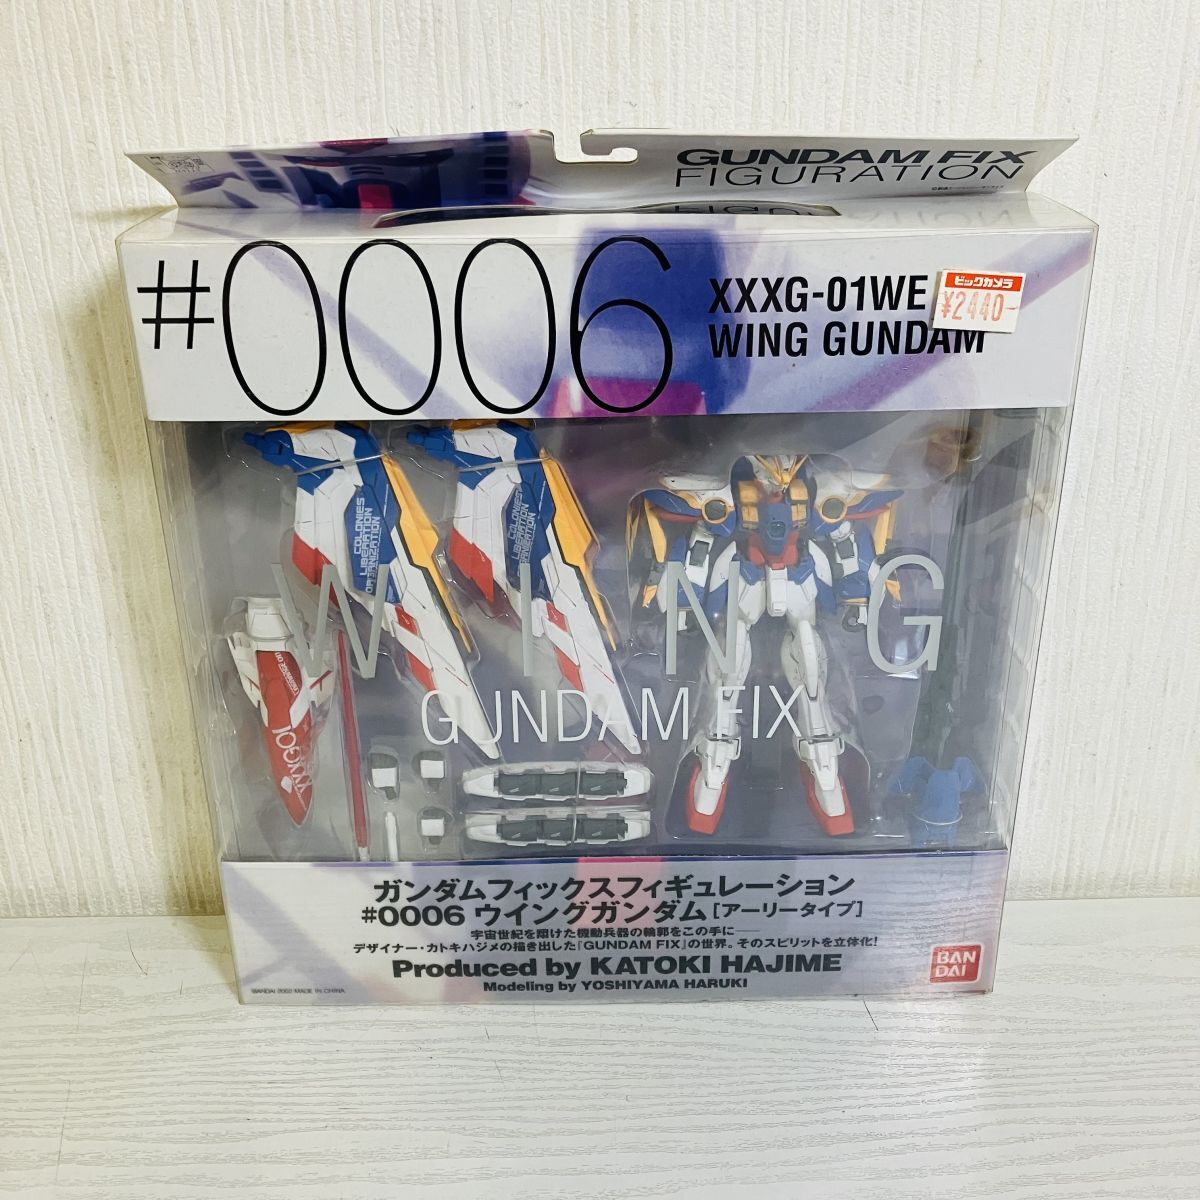 GUNDAM FIX
FIGURATION
#0006
XXXG-01WE
WING GUNDAM
ビックカメラ
¥2440-
COLONIES
LIBERATION
ORGANIZATION
COLONIES
LIBERATION
ORGANIZATION
WING
GUNDAM FIX
XXXG01
ガンダムフィックスフィギュレーション
#0006 ウイングガンダム[アーリータイプ]
宇宙世紀を翔けた機動兵器の輪郭をこの手に——
デザイナー・カトキハジメの描き出した『GUNDAM FIX』の世界。そのスピリットを立体化!
Produced by KATOKI HAJIME
Modeling by YOSHIYAMA HARUKI
BANDAI 2002 MADE IN CHINA
BAN
DAI